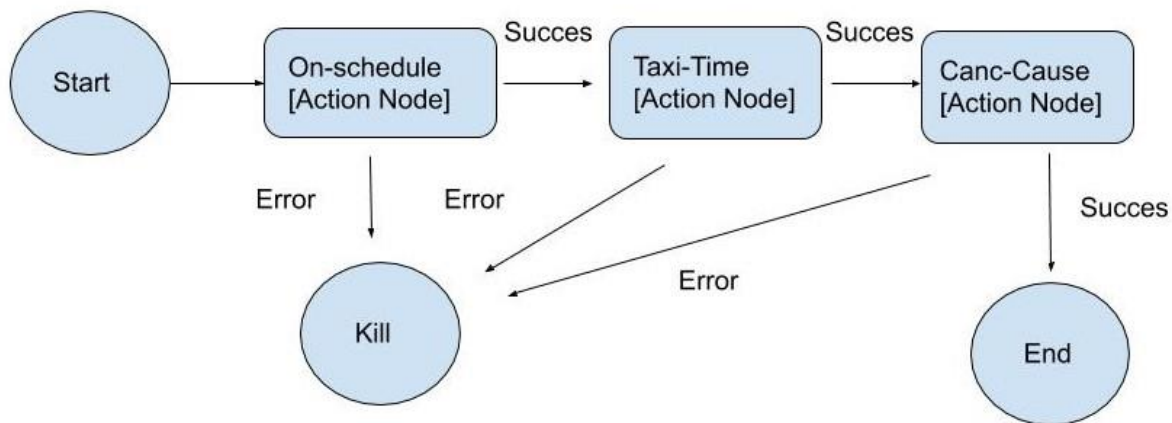 Start
On-schedule
[Action Node]
Succes
Taxi-Time
[Action Node]
Succes
Canc-Cause
[Action Node]
Error
Error
Error
Succes
Kill
End